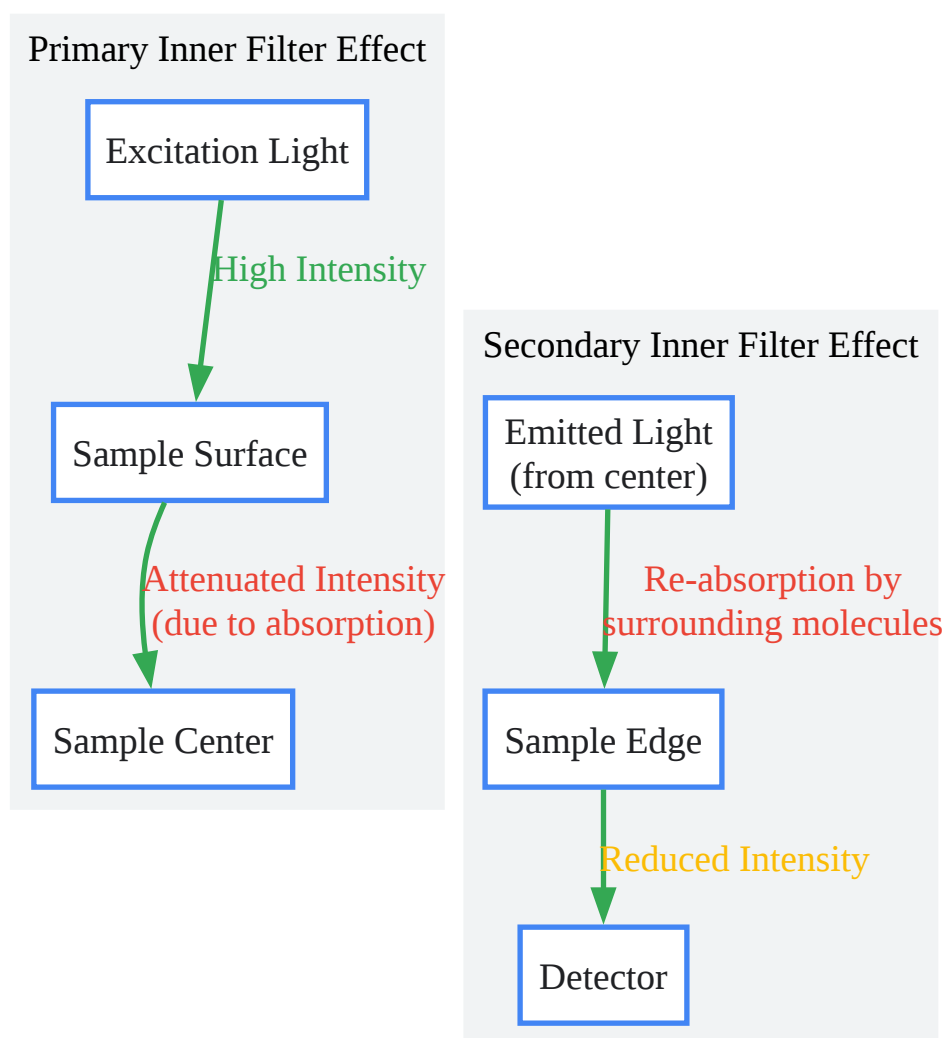 Primary Inner Filter Effect
Excitation Light
High Intensity
Sample Surface
Attenuated Intensity
(due to absorption)
Sample Center
Secondary Inner Filter Effect
Emitted Light
(from center)
Re-absorption by
surrounding molecules
Sample Edge
Reduced Intensity
Detector